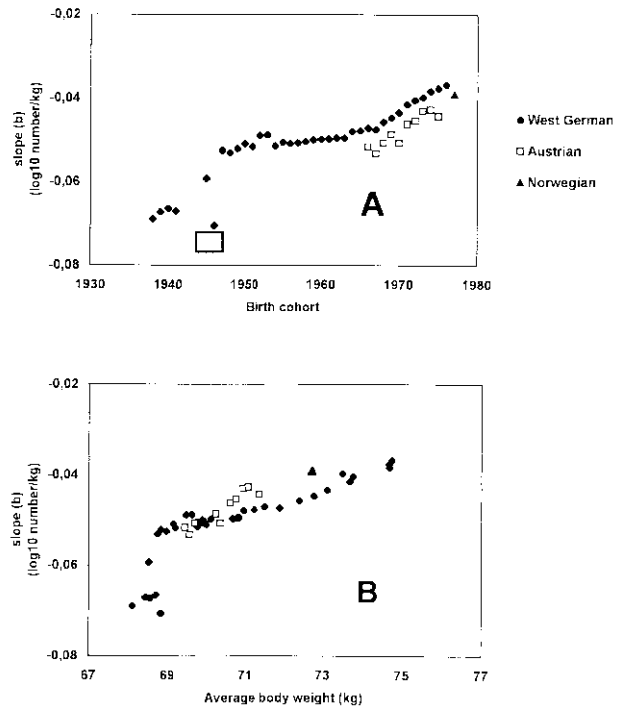 -0,02
-0,04
-0,06
-0,08
slope (b)
(log10 number/kg)
A
1930 1940 1950 1960 1970 1980
Birth cohort
West German
Austrian
Norwegian
-0,02
-0,04
-0,06
-0,08
slope (b)
(log10 number/kg)
B
67 69 71 73 75 77
Average body weight (kg)